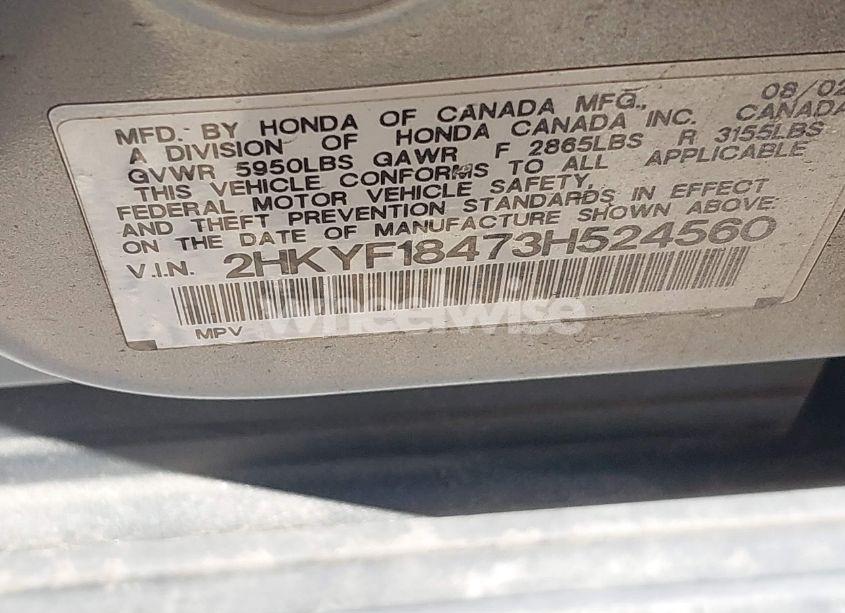 08/02
MFD. BY HONDA OF CANADA MFG.,
A DIVISION OF HONDA CANADA INC. CANADA
GVWR 5950LBS GAWR F 2865LBS R 3155LBS
THIS VEHICLE CONFORMS TO ALL APPLICABLE
FEDERAL MOTOR VEHICLE SAFETY,
AND THEFT PREVENTION STANDARDS IN EFFECT
ON THE DATE OF MANUFACTURE SHOWN ABOVE:
V.I.N. 2HKYF18473H524560
wheelwise
MPV